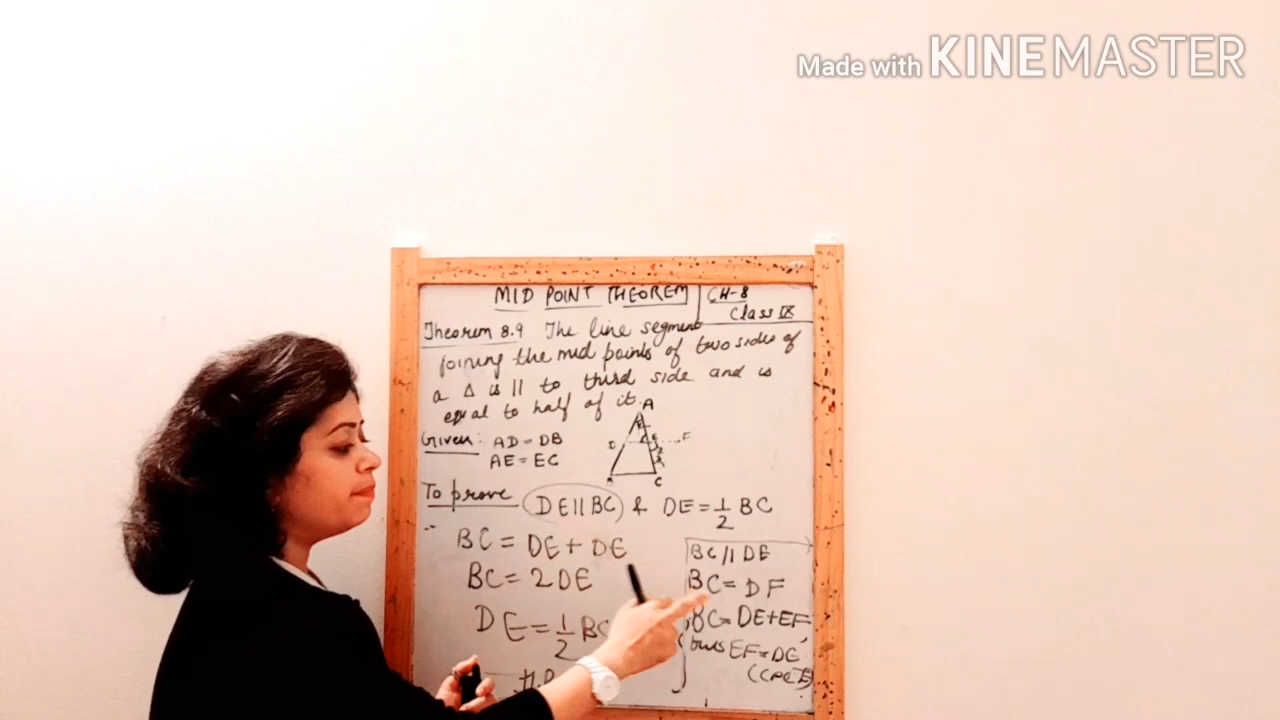 Made with KINEMASTER
MID POINT THEOREM
CH-8
Class IX
Theorem 8.9 The line segment
joining the mid points of two sides of
a Δ is || to third side and is
equal to half of it.
A
Given: AD = DB
AE = EC
D E F
B C
To prove DE||BC & DE = 1/2 BC
BC = DE + DE
BC = 2DE
DE = 1/2 BC
H.P
BC // DE
BC = DF
BC = DE+EF
but EF = DE
(CPCT)